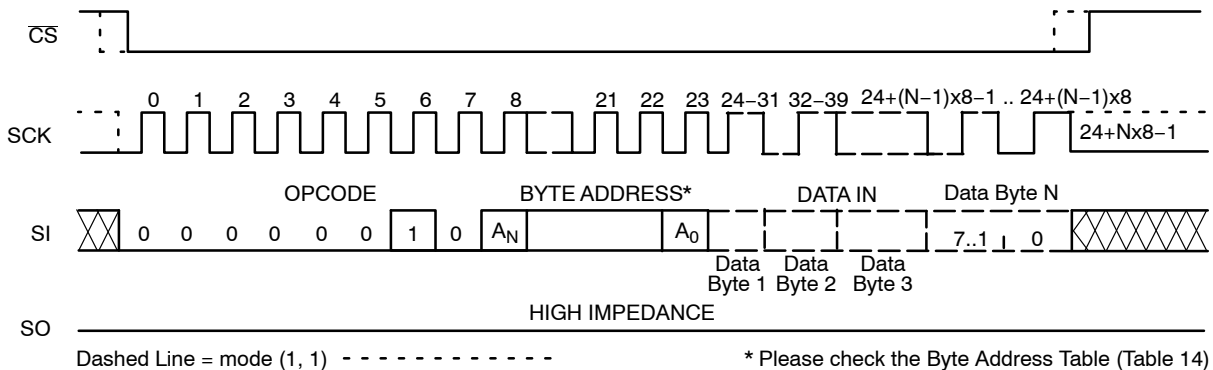 CS
0 1 2 3 4 5 6 7 8 21 22 23 24−31 32−39 24+(N−1)x8−1 .. 24+(N−1)x8
SCK
24+Nx8−1
OPCODE BYTE ADDRESS* DATA IN Data Byte N
SI 0 0 0 0 0 0 1 0 AN A0 7..1 0
Data Byte 1 Data Byte 2 Data Byte 3
HIGH IMPEDANCE
SO
Dashed Line = mode (1, 1) * Please check the Byte Address Table (Table 14)